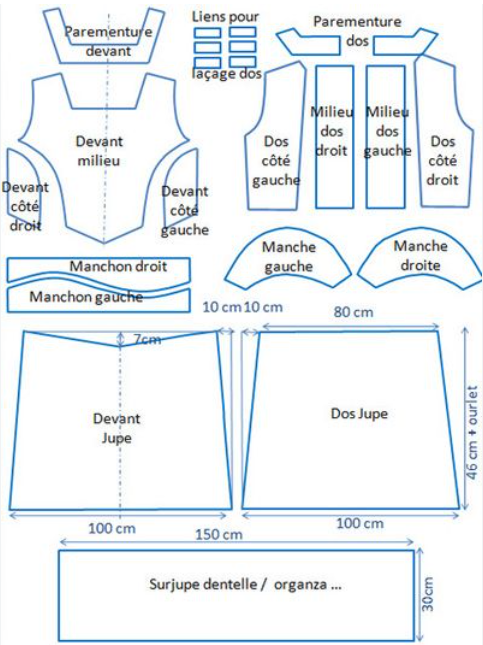 Parementure
devant
Liens pour
laçage dos
Parementure
dos
Devant
milieu
Devant
côté
droit
Devant
côté
gauche
Dos
côté
gauche
Milieu
dos
droit
Milieu
dos
gauche
Dos
côté
droit
Manchon droit
Manchon gauche
Manche
gauche
Manche
droite
10 cm
10 cm
80 cm
7cm
Devant
Jupe
Dos Jupe
46 cm + ourlet
100 cm
100 cm
150 cm
Surjupe dentelle / organza ...
30cm